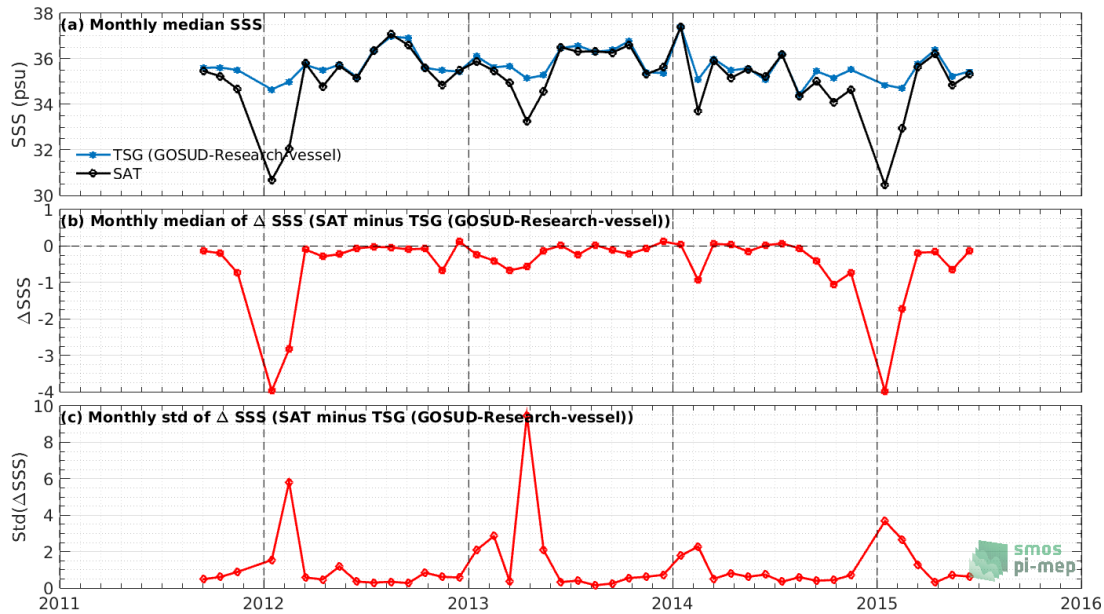 (a) Monthly median SSS
38
36
34
32
30
SSS (psu)
TSG (GOSUD-Research-vessel)
SAT
(b) Monthly median of △ SSS (SAT minus TSG (GOSUD-Research-vessel))
1
0
-1
-2
-3
-4
△SSS
(c) Monthly std of △ SSS (SAT minus TSG (GOSUD-Research-vessel))
10
8
6
4
2
0
Std(△SSS)
2011 2012 2013 2014 2015 2016
smos
pi-mep